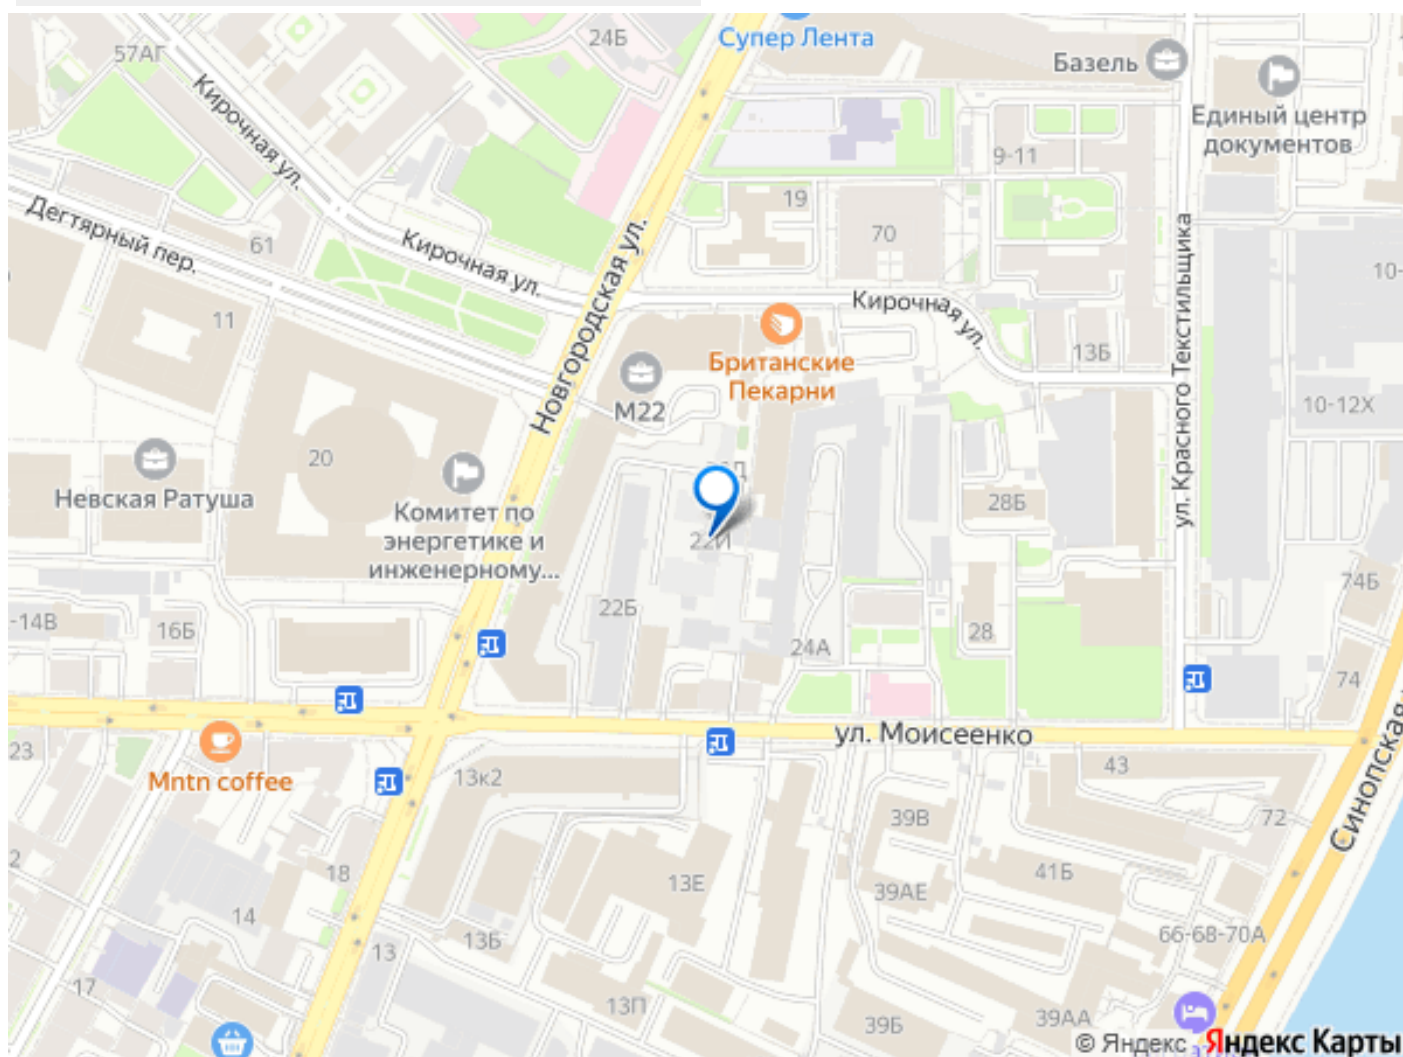 24Б
57АГ
Супер Лента
Базель
Единый центр
документов
Кирочная ул.
9-11
19
70
Дегтярный пер.
61
Кирочная ул.
Новгородская ул.
Кирочная ул.
ул. Красного Текстильщика
10-
11
Британские
Пекарни
13Б
М22
10-12Х
20
Невская Ратуша
Комитет по
энергетике и
инженерному...
28Б
22И
74Б
22Б
-14В
16Б
28
24А
74
ул. Моисеенко
23
Mntn coffee
13к2
43
Синопская
72
39В
2
18
13Е
41Б
39АЕ
14
13Б
13
66-68-70А
17
13П
39Б
39АА
© Яндекс
Яндекс Карты